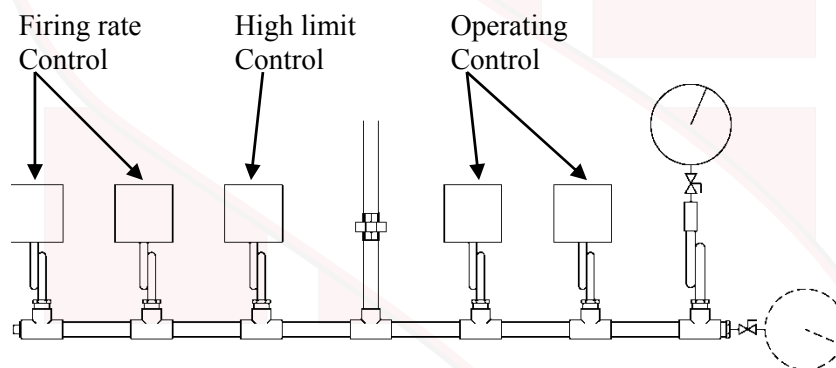 Firing rate
Control
High limit
Control
Operating
Control